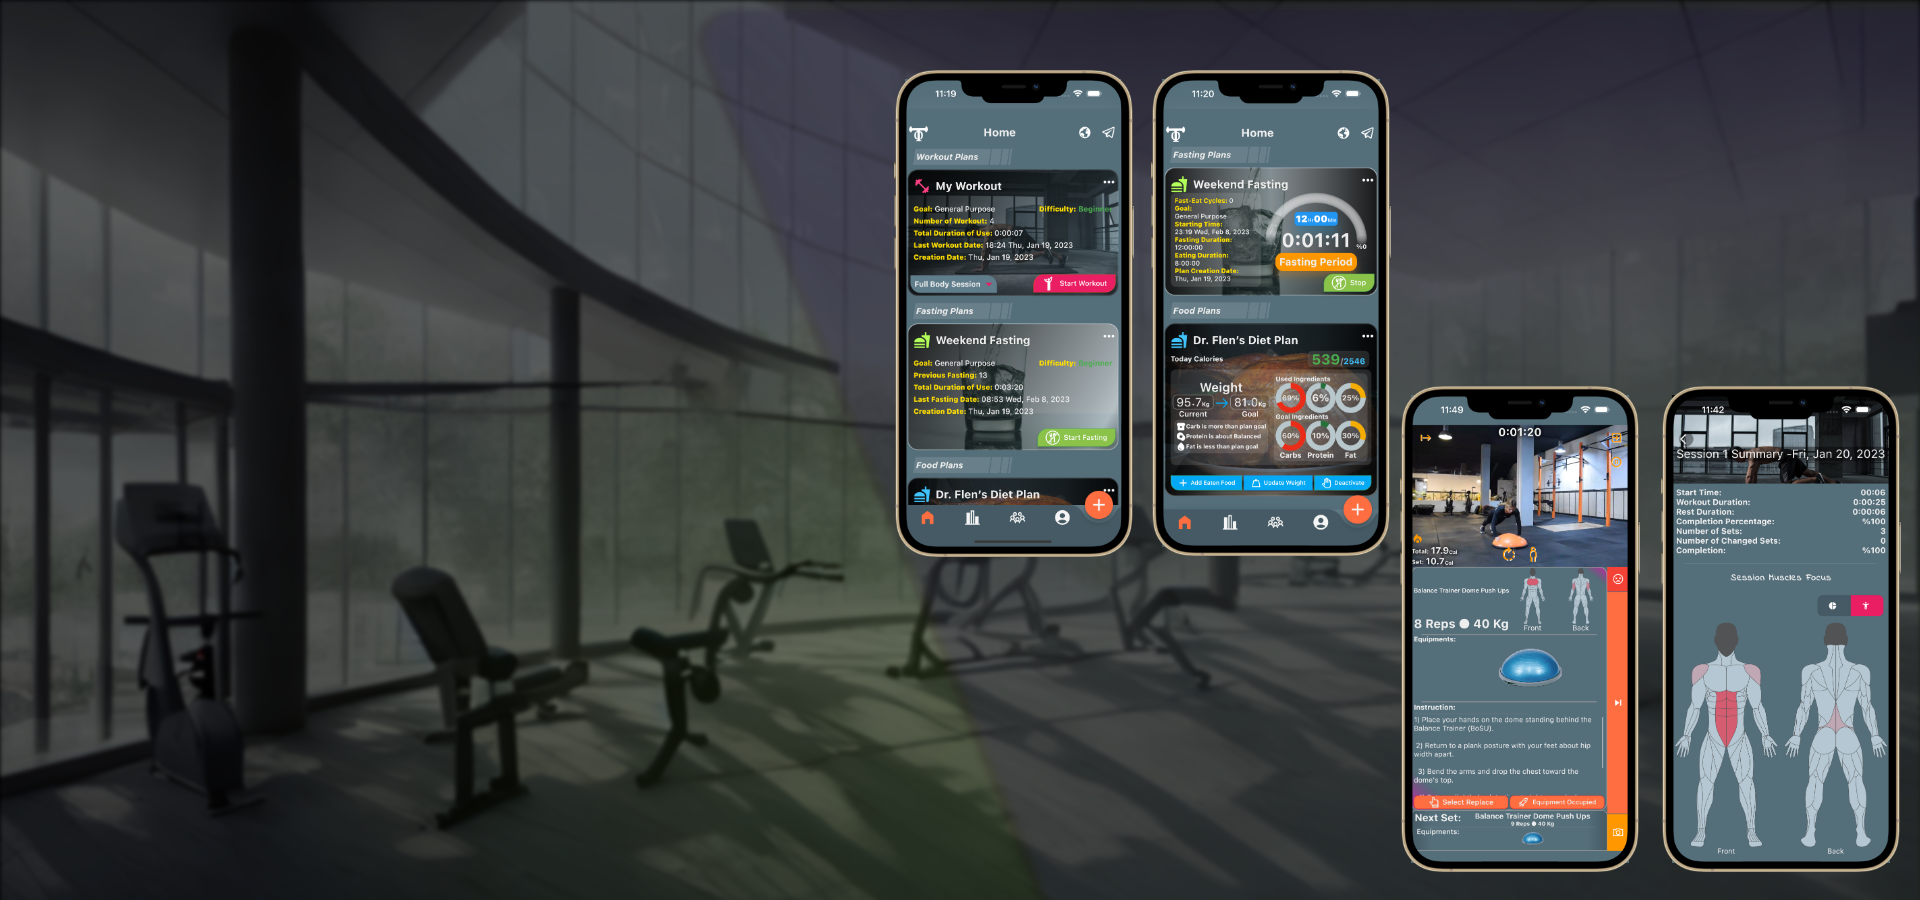 11:19
Home
Workout Plans
My Workout
Goal: General Purpose
Difficulty: Beginner
Number of Workout: 4
Total Duration of Use: 0:00:07
Last Workout Date: 18:24 Thu, Jan 19, 2023
Creation Date: Thu, Jan 19, 2023
Full Body Session
Start Workout
Fasting Plans
Weekend Fasting
Goal: General Purpose
Difficulty: Beginner
Previous Fasting: 13
Total Duration of Use: 0:03:20
Last Fasting Date: 08:53 Wed, Feb 8, 2023
Creation Date: Thu, Jan 19, 2023
Start Fasting
Food Plans
Dr. Flen's Diet Plan
11:20
Home
Fasting Plans
Weekend Fasting
Fast-Eat Cycles: 0
Goal:
General Purpose
Starting Time:
23:19 Wed, Feb 8, 2023
Fasting Duration:
12:00:00
Eating Duration:
8:00:00
Plan Creation Date:
Thu, Jan 19, 2023
0:01:11
%0
Fasting Period
Stop
Food Plans
Dr. Flen's Diet Plan
Today Calories
539/2546
Weight
95.7Kg
81.0Kg
Current
Goal
Carb is more than plan goal
Protein is about Balanced
Fat is less than plan goal
Used Ingredients
69%
6%
25%
Goal Ingredients
60%
10%
30%
Carbs
Protein
Fat
Add Eaten Food
Update Weight
Deactivate
11:49
0:01:20
Total: 17.9Cal
Set: 10.7Cal
Balance Trainer Dome Push Ups
8 Reps ● 40 Kg
Front
Back
Equipments:
Instruction:
1) Place your hands on the dome standing behind the
Balance Trainer (BoSU).
2) Return to a plank posture with your feet about hip
width apart.
3) Bend the arms and drop the chest toward the
dome's top.
Select Replace
Equipment Occupied
Next Set:
Balance Trainer Dome Push Ups
9 Reps ● 40 Kg
Equipments:
11:42
Session 1 Summary -Fri, Jan 20, 2023
Start Time: 00:06
Workout Duration: 0:00:25
Rest Duration: 0:00:06
Completion Percentage: %100
Number of Sets: 3
Number of Changed Sets: 0
Completion: %100
Session Muscles Focus
Front
Back